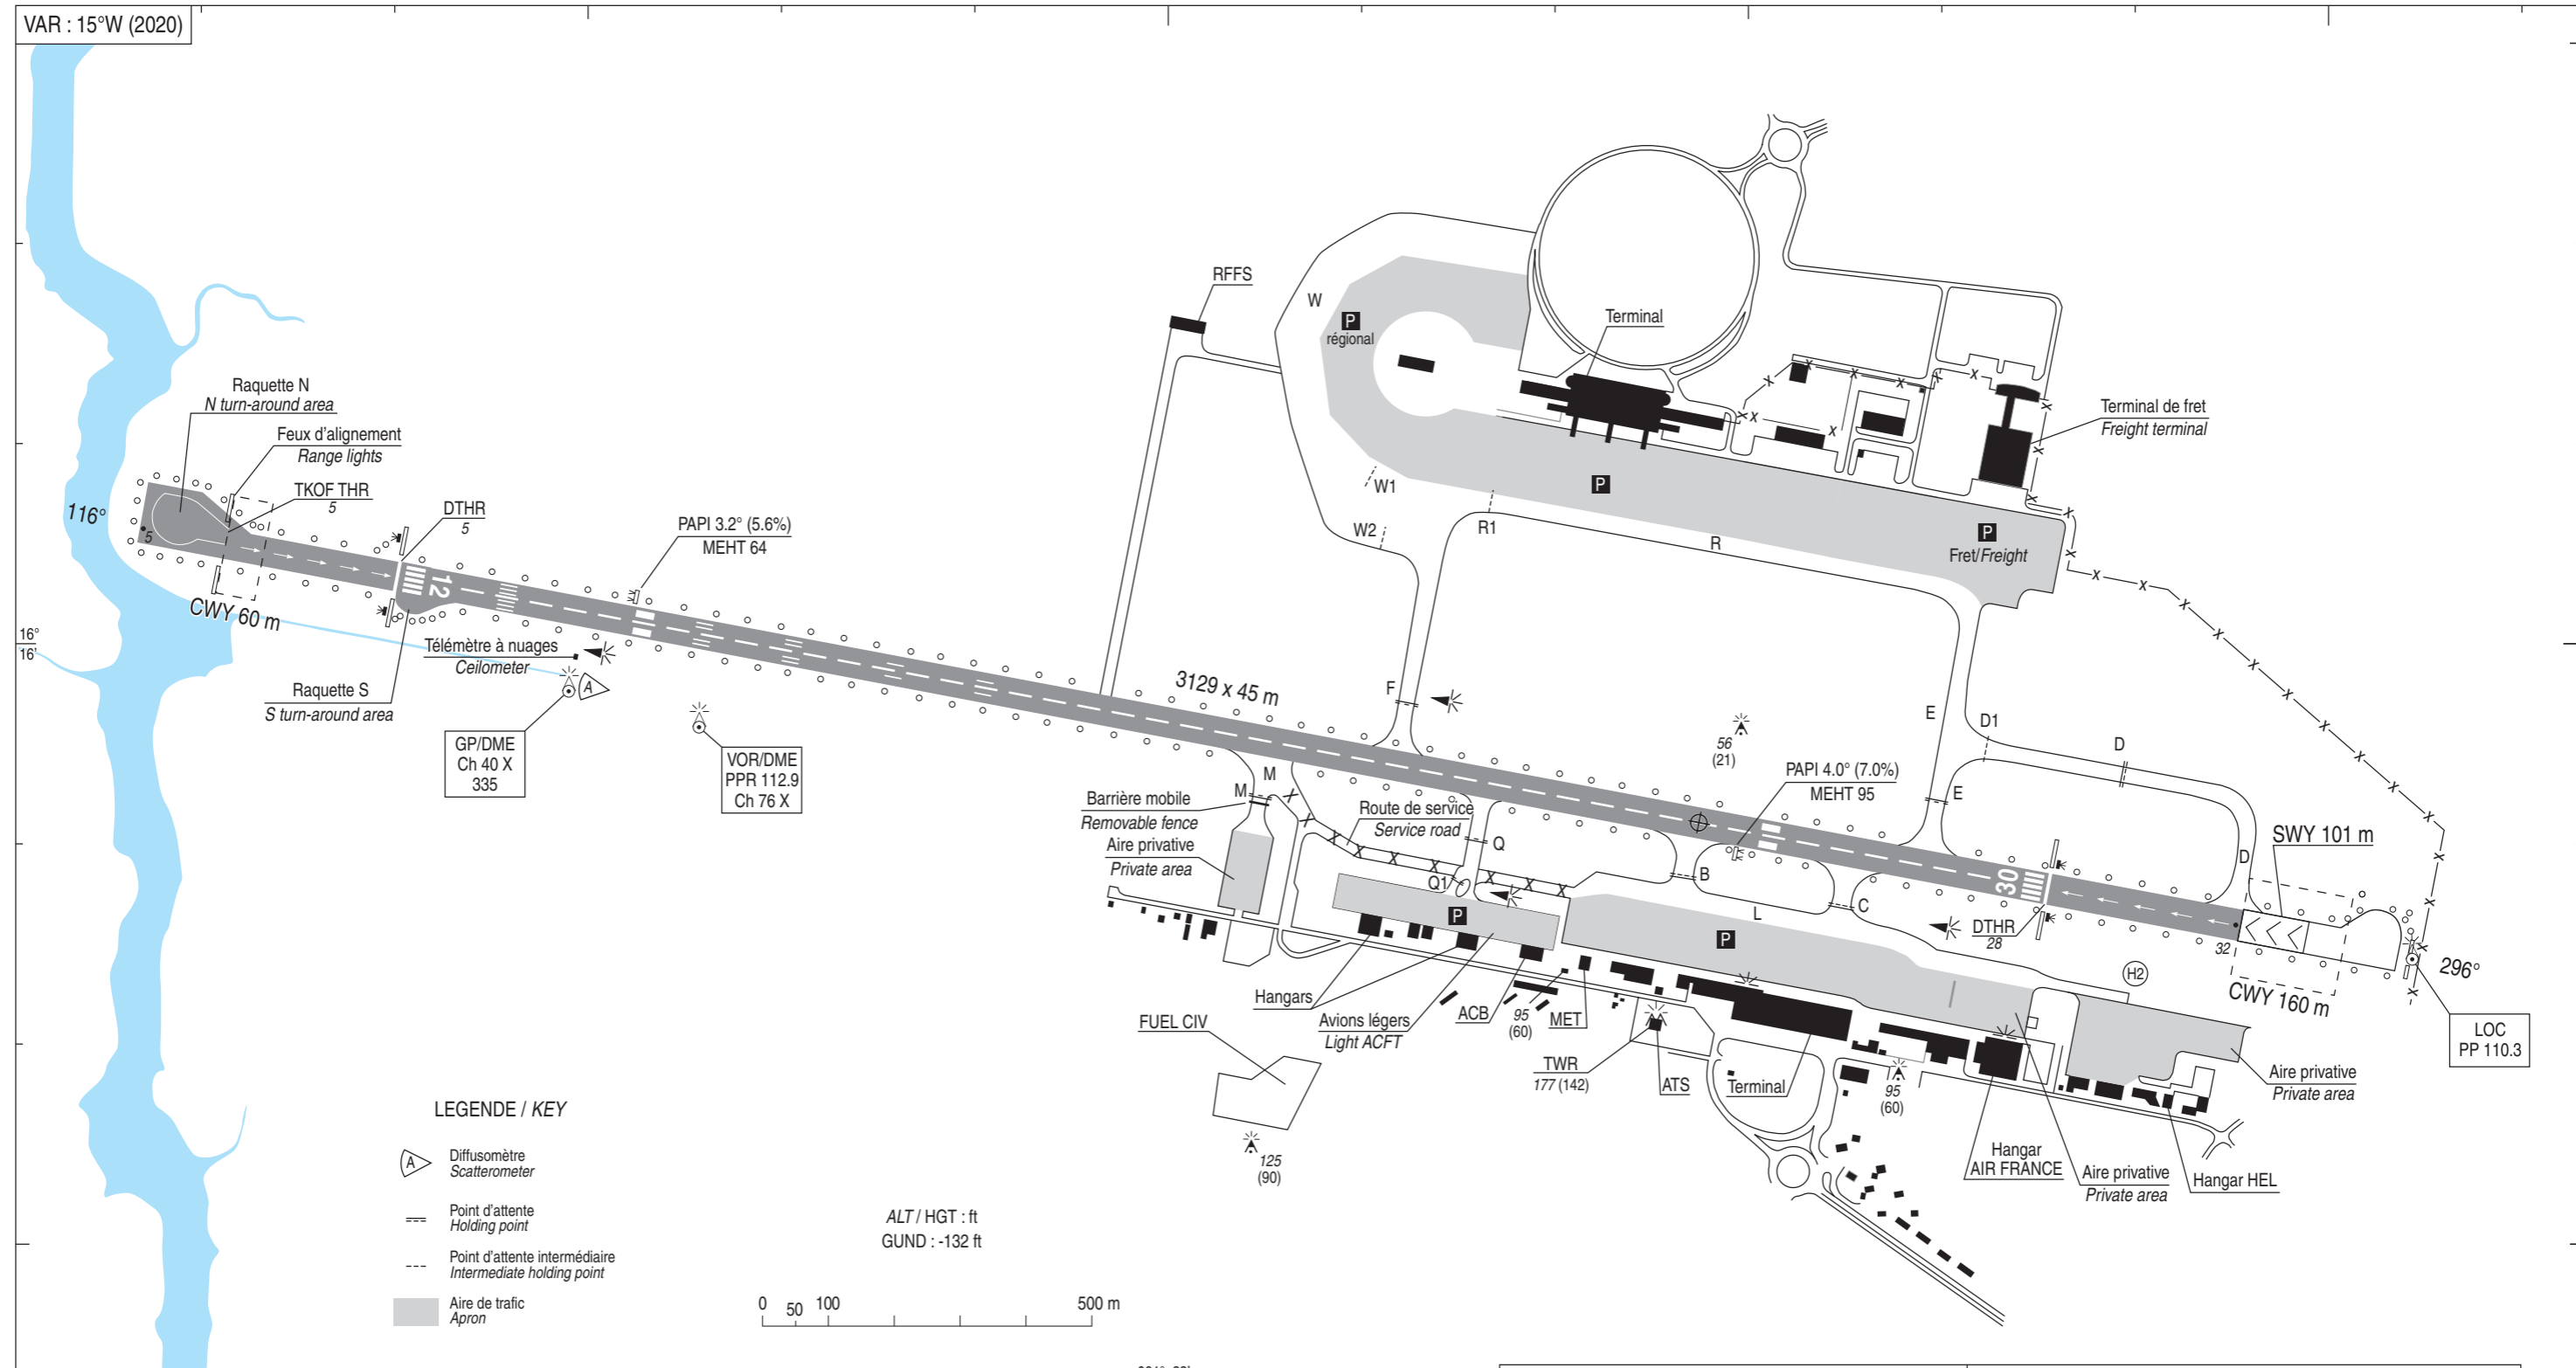 VAR : 15°W (2020)
RFFS
W
P
régional
Terminal
Raquette N
N turn-around area
Feux d'alignement
Range lights
TKOF THR
5
DTHR
5
PAPI 3.2° (5.6%)
MEHT 64
Terminal de fret
Freight terminal
W1
W2
R1
P
R
P
Fret/Freight
116°
5
12
CWY 60 m
16°
16'
Télémètre à nuages
Ceilometer
A
Raquette S
S turn-around area
GP/DME
Ch 40 X
335
VOR/DME
PPR 112.9
Ch 76 X
3129 x 45 m
F
E
D1
D
56
(21)
PAPI 4.0° (7.0%)
MEHT 95
M
M
E
Barrière mobile
Removable fence
Aire privative
Private area
Route de service
Service road
Q
Q1
B
C
L
D
SWY 101 m
30
DTHR
28
32
P
P
H2
296°
CWY 160 m
LOC
PP 110.3
Hangars
Avions légers
Light ACFT
ACB
95
(60)
MET
FUEL CIV
TWR
177 (142)
ATS
Terminal
95
(60)
Aire privative
Private area
Hangar
AIR FRANCE
Aire privative
Private area
Hangar HEL
125
(90)
LEGENDE / KEY
A
Diffusomètre
Scatterometer
Point d'attente
Holding point
Point d'attente intermédiaire
Intermediate holding point
Aire de trafic
Apron
ALT / HGT : ft
GUND : -132 ft
0 50 100 500 m